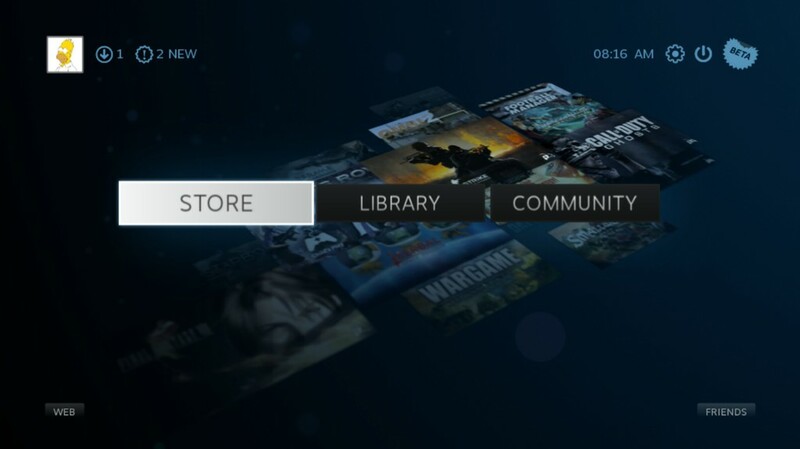 1
2 NEW
08:16 AM
BETA
CALL OF DUTY
GHOSTS
STORE
LIBRARY
COMMUNITY
WARGAME
WEB
FRIENDS